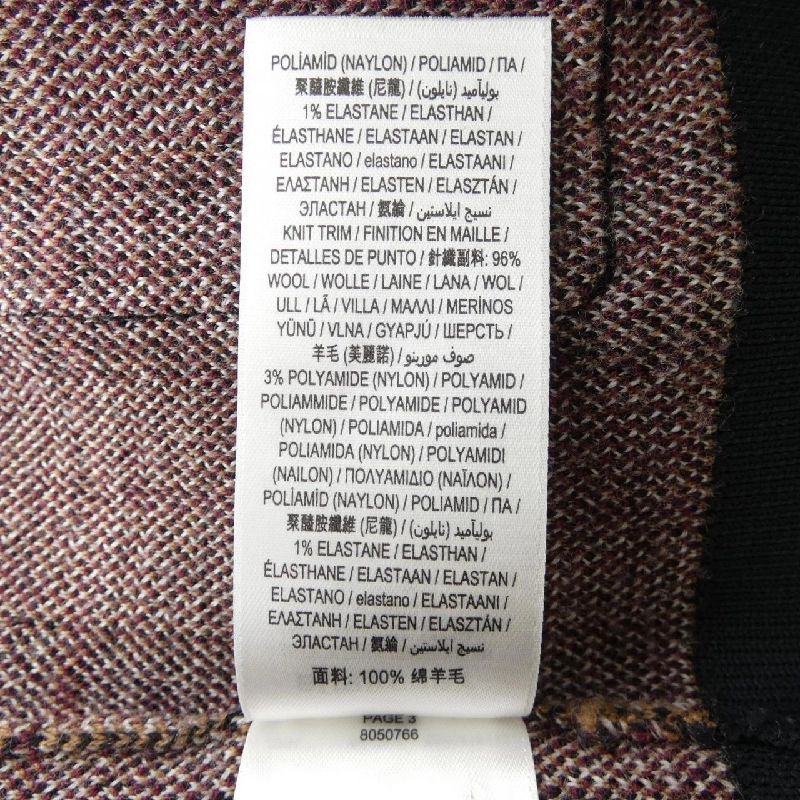 POLİAMİD (NAYLON) / POLIAMID / ПА /
聚醯胺纖維 (尼龍) / بوليآميد (نايلون) /
1% ELASTANE / ELASTHAN /
ÉLASTHANE / ELASTAAN / ELASTAN /
ELASTANO / elastano / ELASTAANI /
ΕΛΑΣΤΑΝΗ / ELASTEN / ELASZTÁN /
ЭЛАСТАН / 氨綸 / نسيج ايلاستين
KNIT TRIM / FINITION EN MAILLE /
DETALLES DE PUNTO / 針織副料: 96%
WOOL / WOLLE / LAINE / LANA / WOL /
ULL / LÃ / VILLA / ΜΑΛΛΙ / MERİNOS
YÜNÜ / VLNA / GYAPJÚ / ШЕРСТЬ /
羊毛 (美麗諾) / صوف مورينو /
3% POLYAMIDE (NYLON) / POLYAMID /
POLIAMMIDE / POLYAMIDE / POLYAMID
(NYLON) / POLIAMIDA / poliamida /
POLIAMIDA (NYLON) / POLYAMIDI
(NAILON) / ΠΟΛΥΑΜΙΔΙΟ (ΝΑΪΛΟΝ) /
POLİAMİD (NAYLON) / POLIAMID / ПА /
聚醯胺纖維 (尼龍) / بوليآميد (نايلون) /
1% ELASTANE / ELASTHAN /
ÉLASTHANE / ELASTAAN / ELASTAN /
ELASTANO / elastano / ELASTAANI /
ΕΛΑΣΤΑΝΗ / ELASTEN / ELASZTÁN /
ЭЛАСТАН / 氨綸 / نسيج ايلاستين
面料: 100% 绵羊毛
PAGE 3
8050766